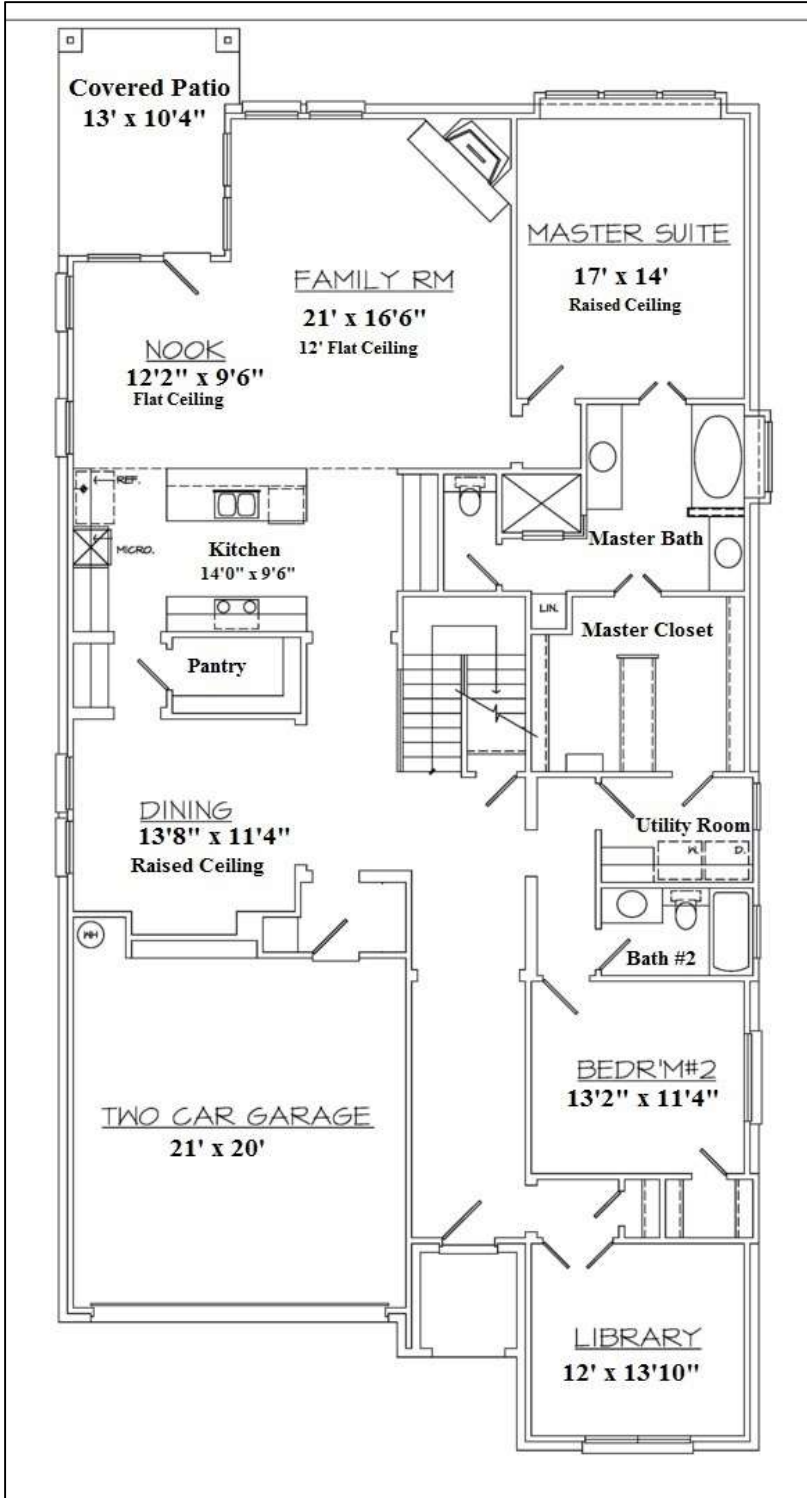 Covered Patio
13' x 10'4"
MASTER SUITE
17' x 14'
Raised Ceiling
FAMILY RM
21' x 16'6"
12' Flat Ceiling
NOOK
12'2" x 9'6"
Flat Ceiling
REF.
MICRO.
Kitchen
14'0" x 9'6"
Master Bath
LIN.
Master Closet
Pantry
DINING
13'8" x 11'4"
Raised Ceiling
Utility Room
W.
D.
WH
Bath #2
BEDR'M#2
13'2" x 11'4"
TWO CAR GARAGE
21' x 20'
LIBRARY
12' x 13'10"